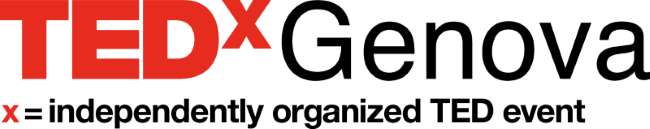 TEDxGenova
x = independently organized TED event